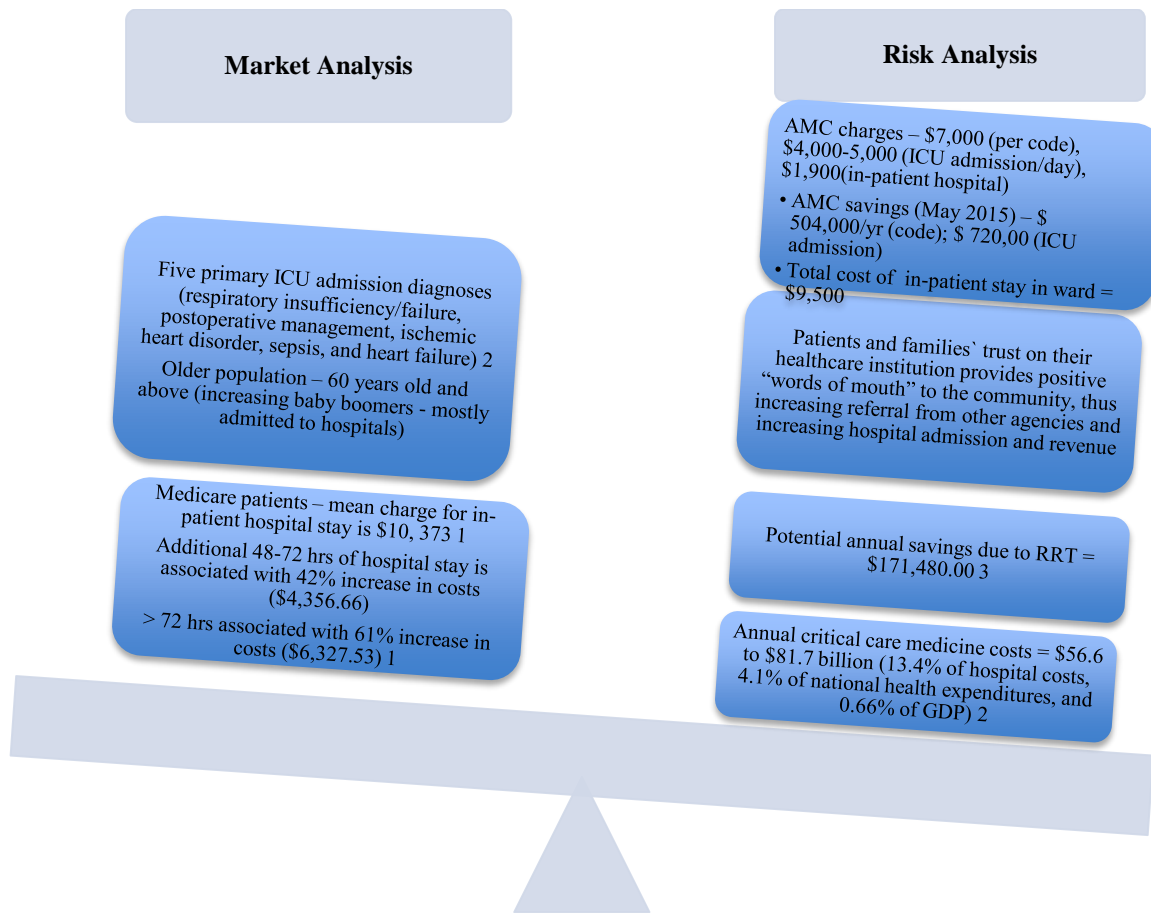 Market Analysis
Five primary ICU admission diagnoses
(respiratory insufficiency/failure,
postoperative management, ischemic
heart disorder, sepsis, and heart failure) 2
Older population – 60 years old and
above (increasing baby boomers - mostly
admitted to hospitals)
Medicare patients – mean charge for in-
patient hospital stay is $10, 373 1
Additional 48-72 hrs of hospital stay is
associated with 42% increase in costs
($4,356.66)
> 72 hrs associated with 61% increase in
costs ($6,327.53) 1
Risk Analysis
AMC charges – $7,000 (per code),
$4,000-5,000 (ICU admission/day),
$1,900(in-patient hospital)
• AMC savings (May 2015) – $
504,000/yr (code); $ 720,00 (ICU
admission)
• Total cost of in-patient stay in ward =
$9,500
Patients and families` trust on their
healthcare institution provides positive
“words of mouth” to the community, thus
increasing referral from other agencies and
increasing hospital admission and revenue
Potential annual savings due to RRT =
$171,480.00 3
Annual critical care medicine costs = $56.6
to $81.7 billion (13.4% of hospital costs,
4.1% of national health expenditures, and
0.66% of GDP) 2